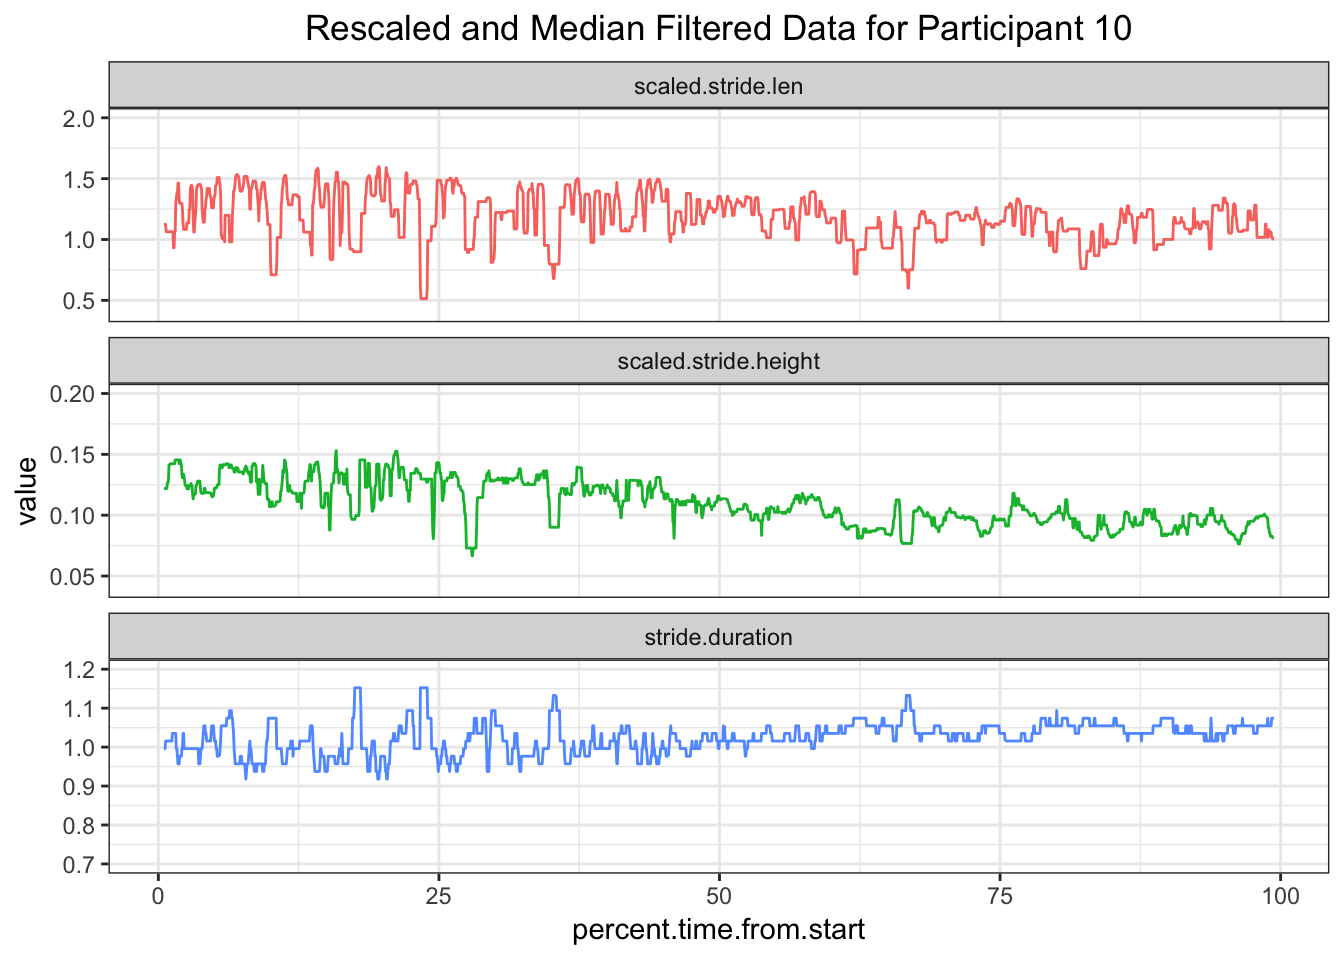 Rescaled and Median Filtered Data for Participant 10
scaled.stride.len
2.0
1.5
1.0
0.5
scaled.stride.height
0.20
0.15
0.10
0.05
value
stride.duration
1.2
1.1
1.0
0.9
0.8
0.7
0 25 50 75 100
percent.time.from.start